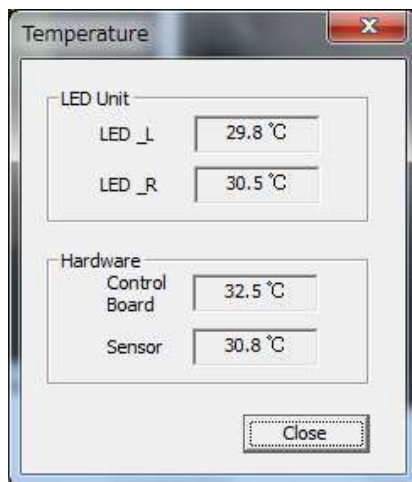 Temperature
LED Unit
LED _L 29.8 ℃
LED _R 30.5 ℃
Hardware
Control
Board 32.5 ℃
Sensor 30.8 ℃
Close